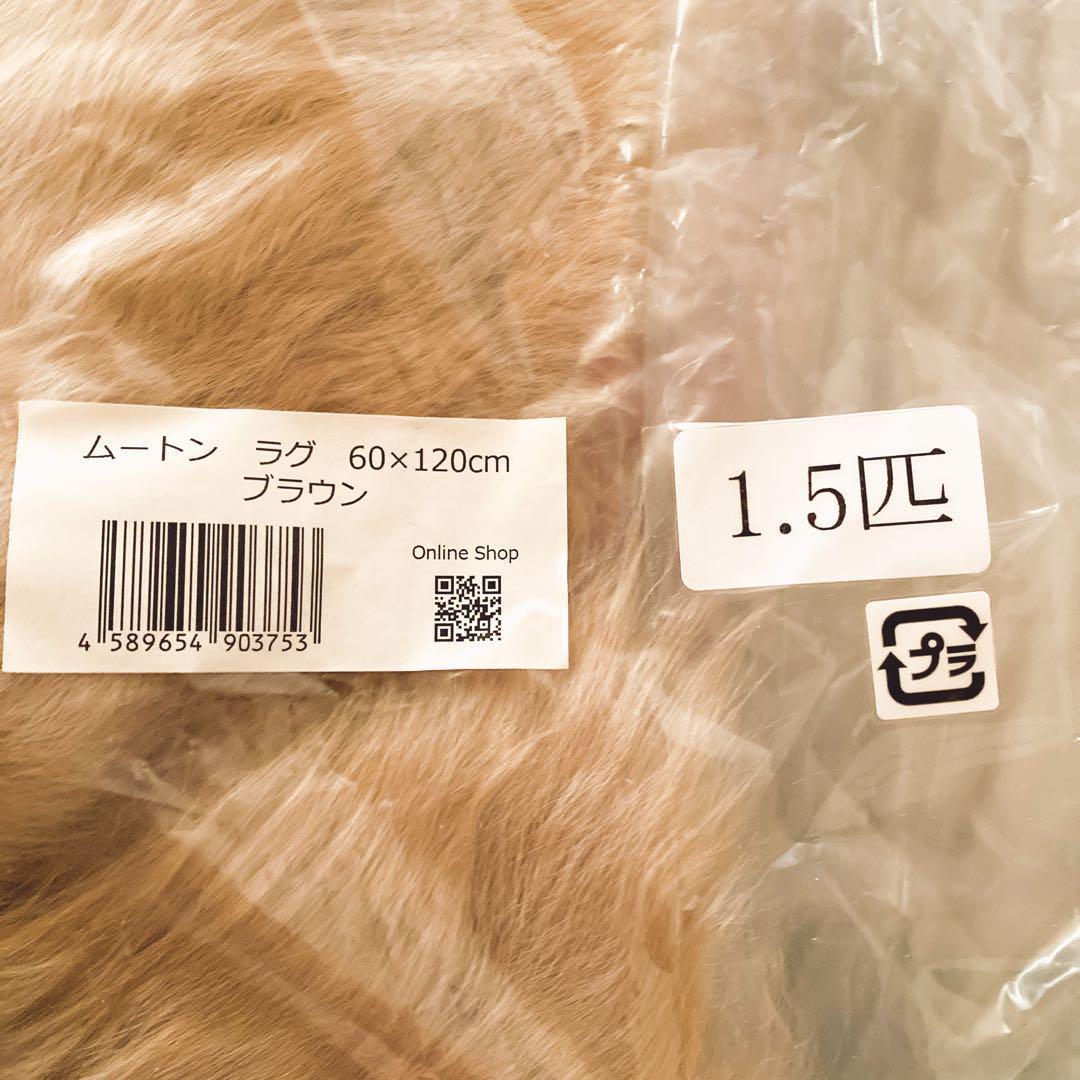 ムートン　ラグ　60×120cm
ブラウン
Online Shop
4 589654 903753
1.5匹
プラ